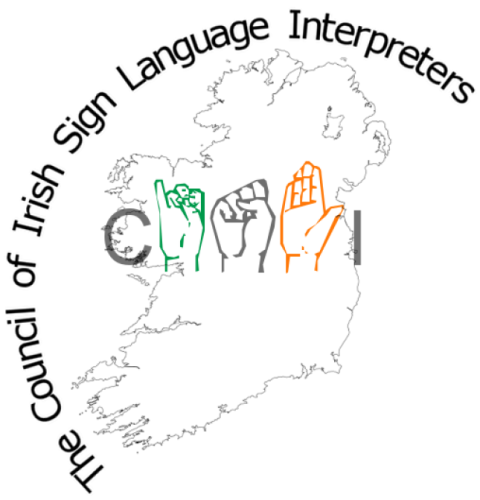 The Council of Irish Sign Language Interpreters
C I